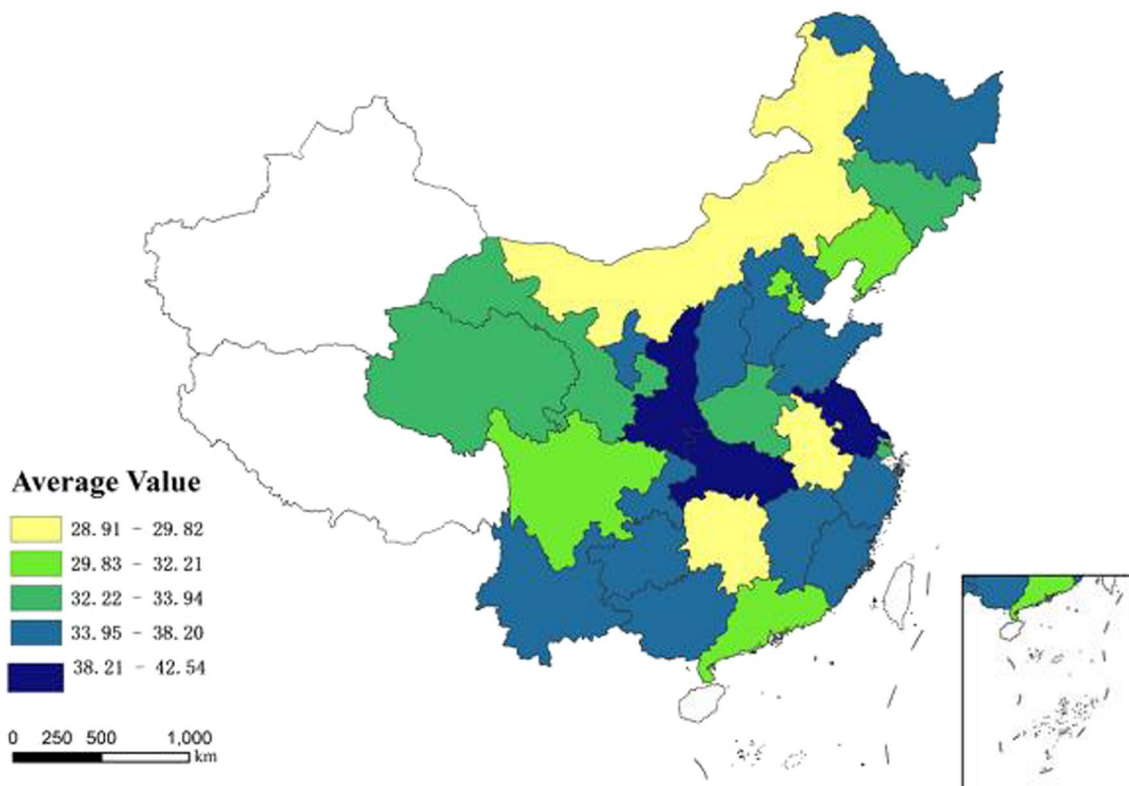 Average Value
28.91 - 29.82
29.83 - 32.21
32.22 - 33.94
33.95 - 38.20
38.21 - 42.54
0 250 500 1,000
km